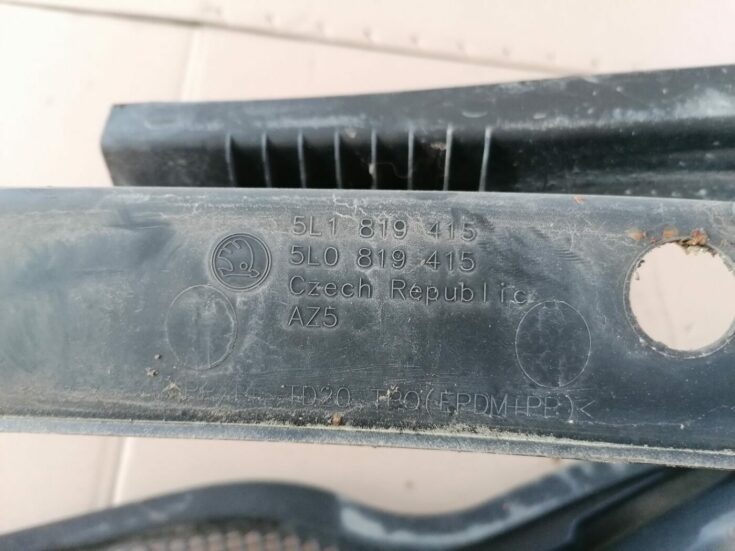 5L1 819 415
5L0 819 415
Czech Republic
AZ5
TD20 TPO(EPDM+PP)<